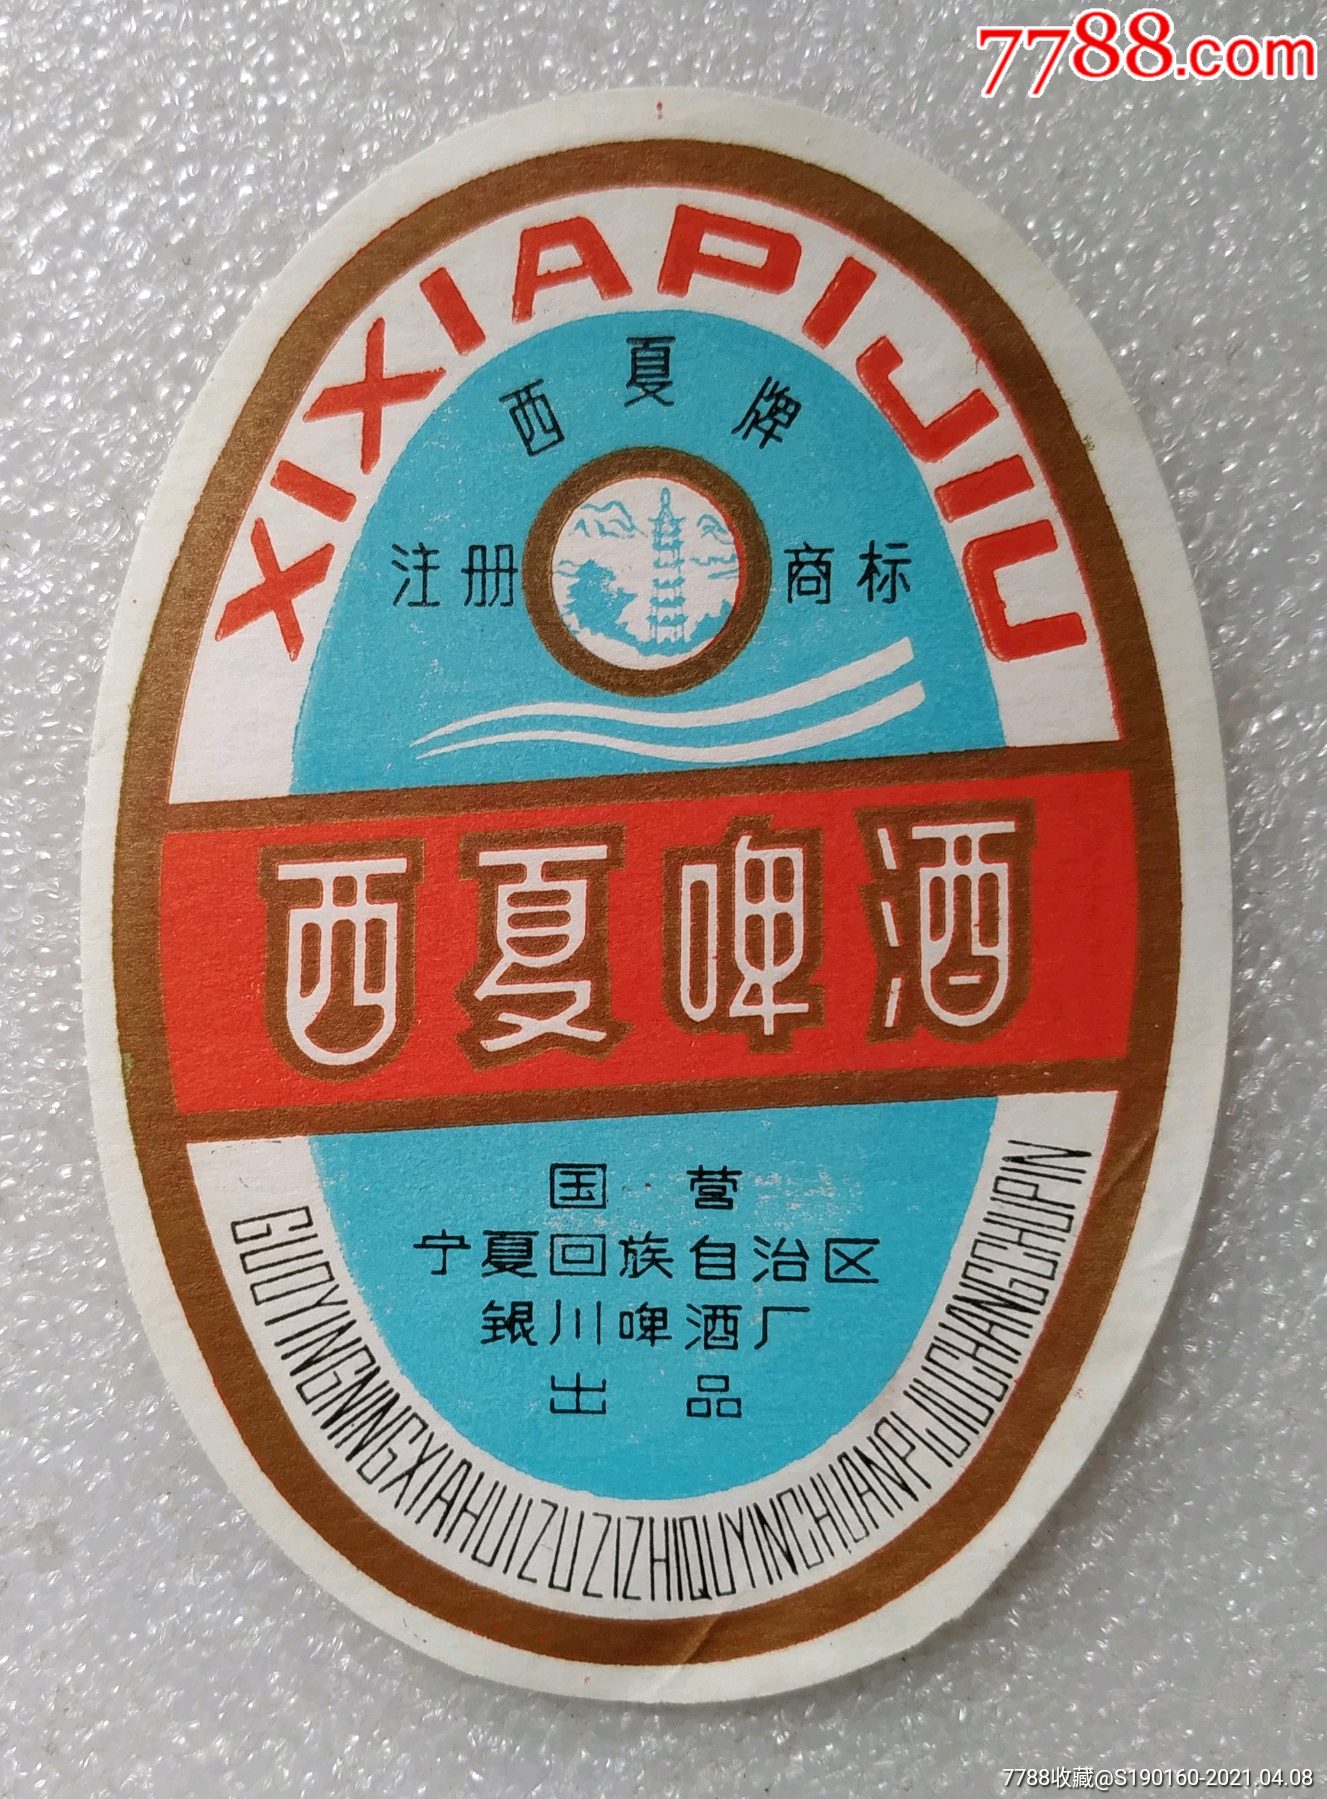 7788.com
XIXIAPIJIU
西夏牌
注册 商标
西夏啤酒
国营
宁夏回族自治区
银川啤酒厂
出品
GUOYINGNINGXIAHUIZUZIZHIQUYINCHUANPIJIUCHANGCHUPIN
7788收藏@S190160-2021.04.08